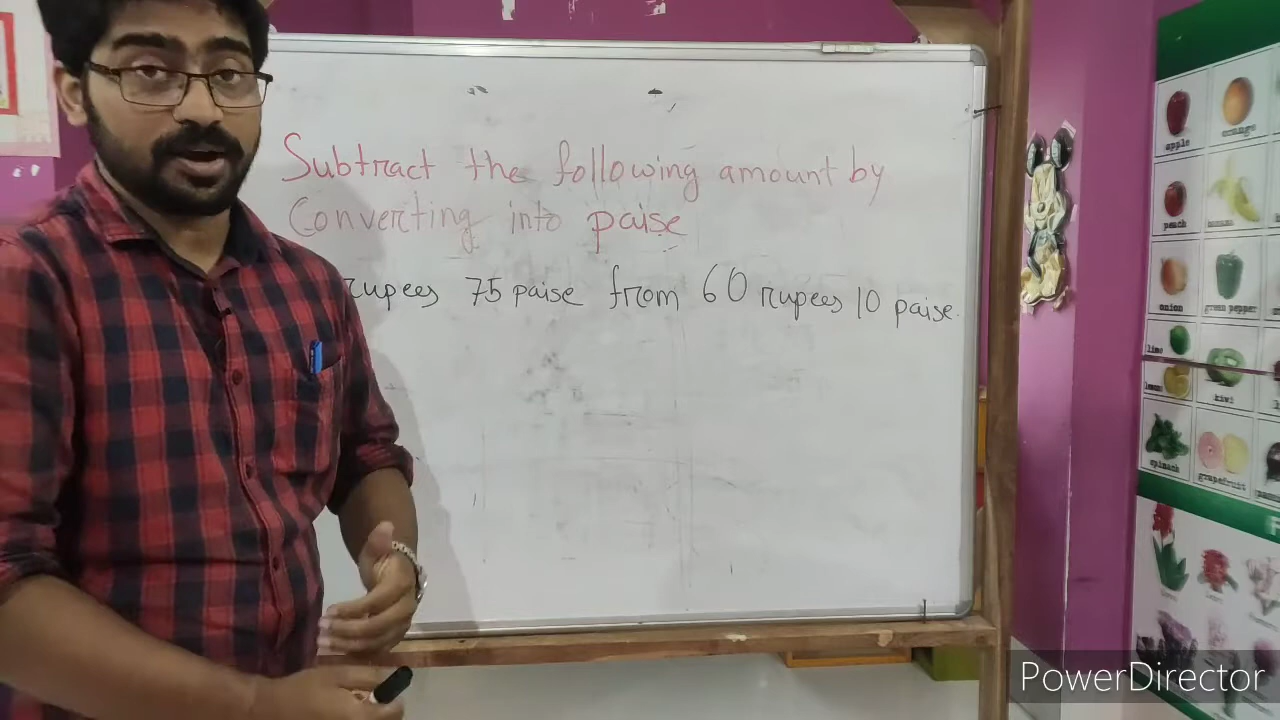 Subtract the following amount by
Converting into paise
rupees 75 paise from 60 rupees 10 paise.
apple
orange
peach
banana
onion
green pepper
lime
lemon
kiwi
spinach
grapefruit
PowerDirector